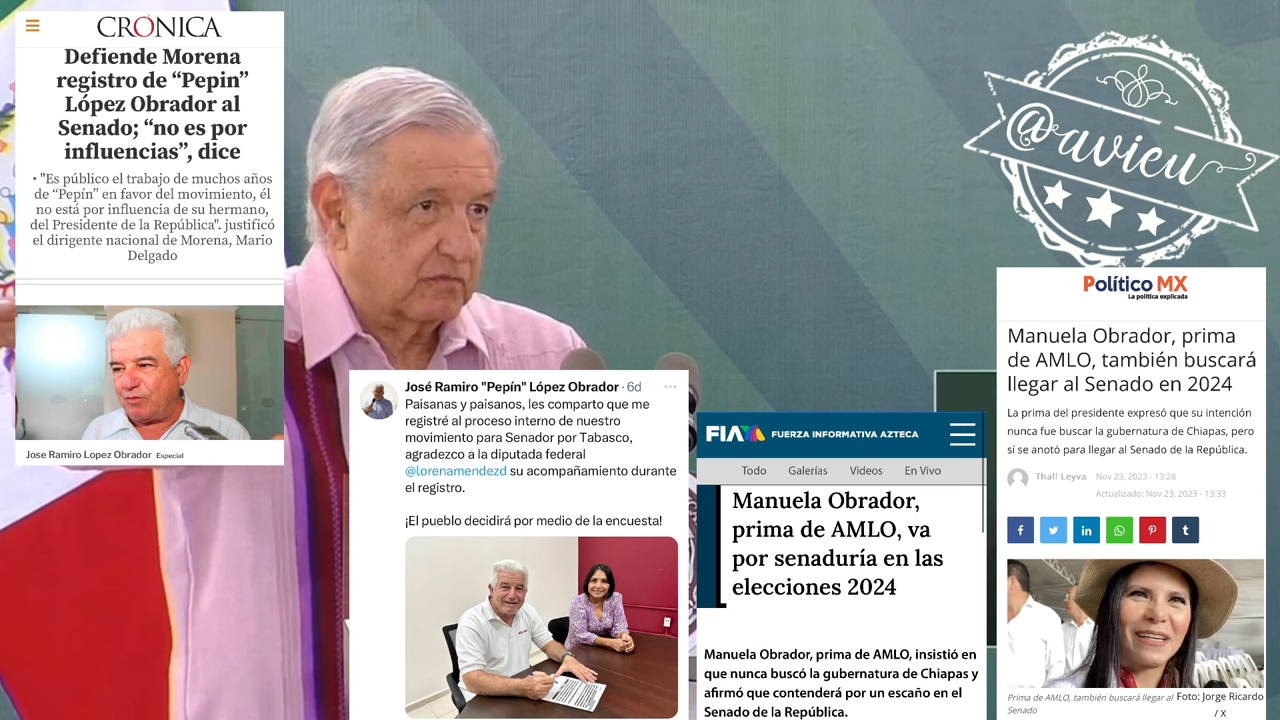 CRÓNICA
Defiende Morena
registro de “Pepin”
López Obrador al
Senado; “no es por
influencias”, dice
• "Es público el trabajo de muchos años
de “Pepín” en favor del movimiento, él
no está por influencia de su hermano,
del Presidente de la República". justificó
el dirigente nacional de Morena, Mario
Delgado
Jose Ramiro Lopez Obrador Especial
José Ramiro "Pepín" López Obrador · 6d
Paisanas y paisanos, les comparto que me
registré al proceso interno de nuestro
movimiento para Senador por Tabasco,
agradezco a la diputada federal
@lorenamendezd su acompañamiento durante
el registro.
¡El pueblo decidirá por medio de la encuesta!
FIA FUERZA INFORMATIVA AZTECA
Todo Galerías Videos En Vivo
Manuela Obrador,
prima de AMLO, va
por senaduría en las
elecciones 2024
Manuela Obrador, prima de AMLO, insistió en
que nunca buscó la gubernatura de Chiapas y
afirmó que contenderá por un escaño en el
Senado de la República.
@avieu
Político MX
La política explicada
Manuela Obrador, prima
de AMLO, también buscará
llegar al Senado en 2024
La prima del presidente expresó que su intención
nunca fue buscar la gubernatura de Chiapas, pero
sí se anotó para llegar al Senado de la República.
Thalí Leyva Nov 23, 2023 - 13:28
Actualizado: Nov 23, 2023 - 13:33
Prima de AMLO, también buscará llegar al Foto: Jorge Ricardo
Senado / X